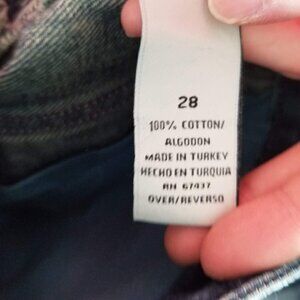 28
100% COTTON/
ALGODON
MADE IN TURKEY
HECHO EN TURQUIA
RN 67437
OVER/REVERSO